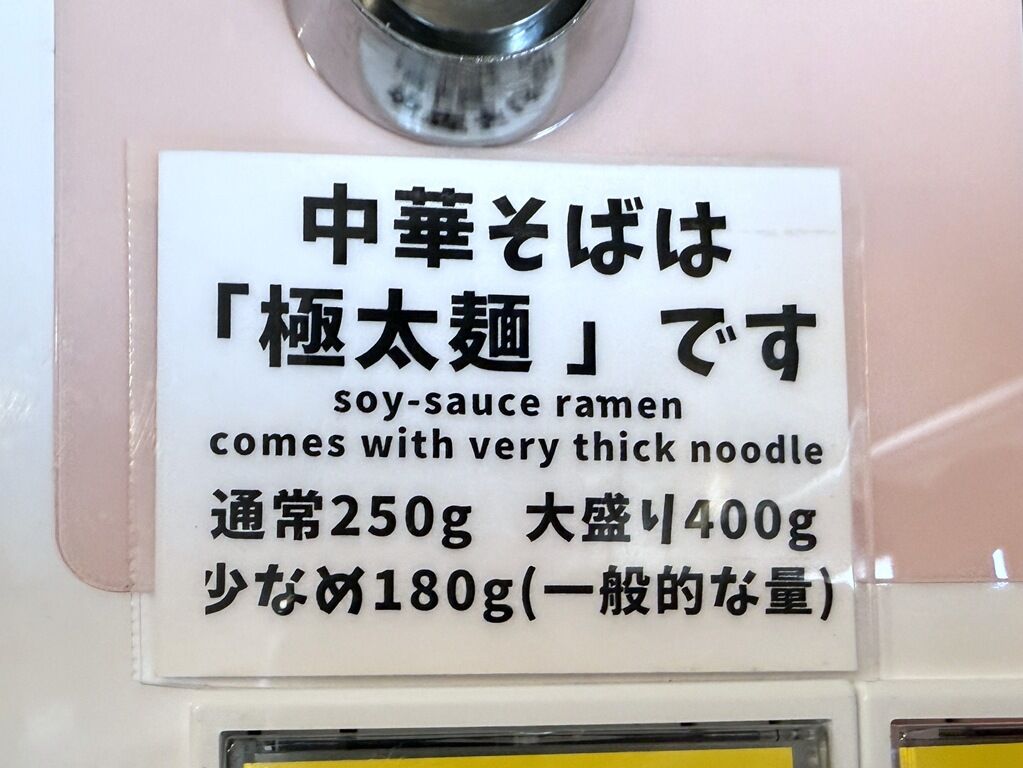 中華そばは
「極太麺」です
soy-sauce ramen
comes with very thick noodle
通常250g 大盛り400g
少なめ180g(一般的な量)